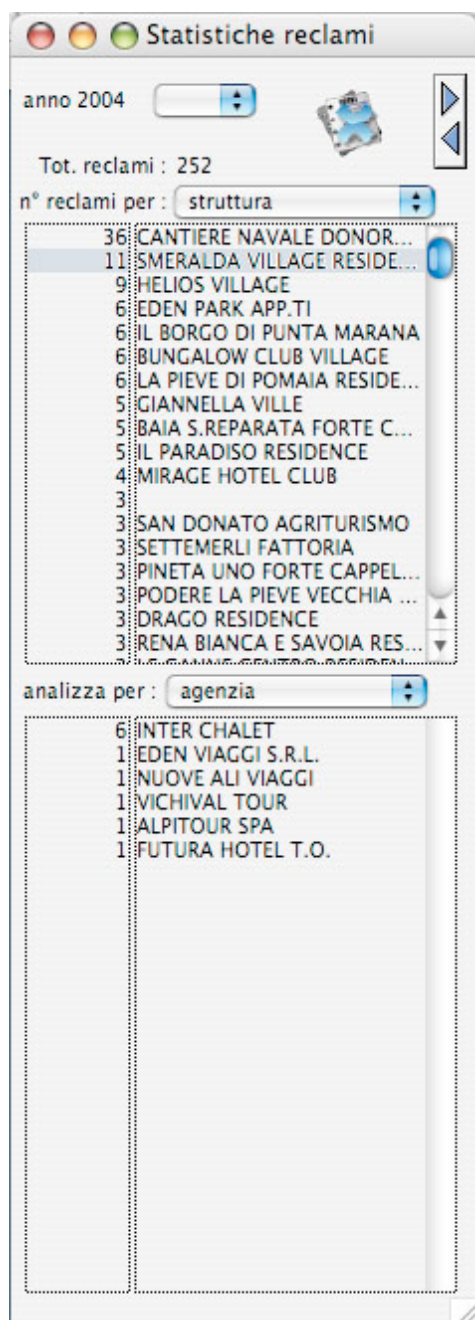 Statistiche reclami
anno 2004
Tot. reclami : 252
n° reclami per : struttura
36 CANTIERE NAVALE DONOR...
11 SMERALDA VILLAGE RESIDE...
9 HELIOS VILLAGE
6 EDEN PARK APP.TI
6 IL BORGO DI PUNTA MARANA
6 BUNGALOW CLUB VILLAGE
6 LA PIEVE DI POMAIA RESIDE...
5 GIANNELLA VILLE
5 BAIA S.REPARATA FORTE C...
5 IL PARADISO RESIDENCE
4 MIRAGE HOTEL CLUB
3
3 SAN DONATO AGRITURISMO
3 SETTEMERLI FATTORIA
3 PINETA UNO FORTE CAPPEL...
3 PODERE LA PIEVE VECCHIA ...
3 DRAGO RESIDENCE
3 RENA BIANCA E SAVOIA RES...
analizza per : agenzia
6 INTER CHALET
1 EDEN VIAGGI S.R.L.
1 NUOVE ALI VIAGGI
1 VICHIVAL TOUR
1 ALPITOUR SPA
1 FUTURA HOTEL T.O.